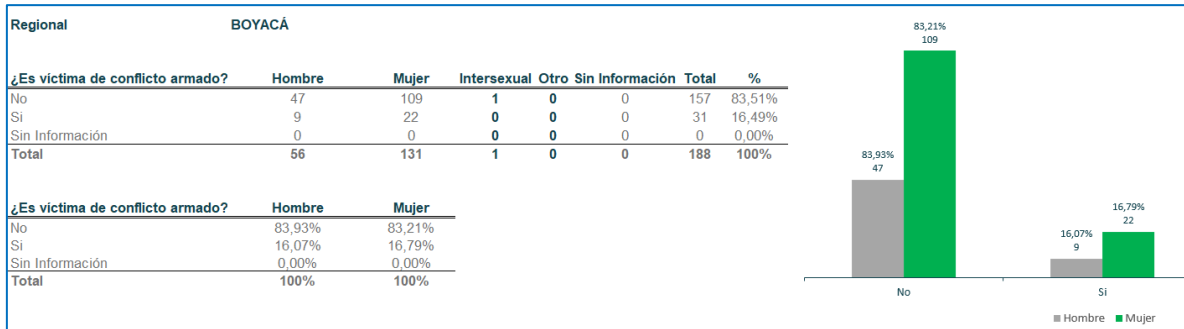 Regional BOYACÁ
¿Es victima de conflicto armado? Hombre Mujer Intersexual Otro Sin Información Total %
No 47 109 1 0 0 157 83,51%
Si 9 22 0 0 0 31 16,49%
Sin Información 0 0 0 0 0 0 0,00%
Total 56 131 1 0 0 188 100%
¿Es victima de conflicto armado? Hombre Mujer
No 83,93% 83,21%
Si 16,07% 16,79%
Sin Información 0,00% 0,00%
Total 100% 100%
83,21%
109
83,93%
47
16,79%
22
16,07%
9
No Si
Hombre Mujer